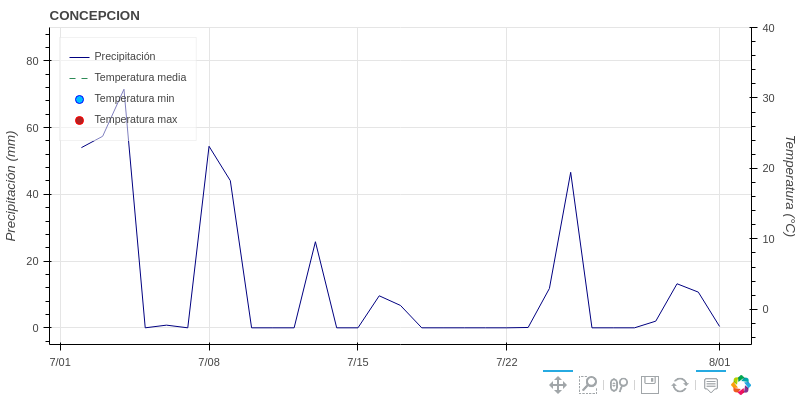 CONCEPCION
Precipitación
Temperatura media
Temperatura min
Temperatura max
Precipitación (mm)
80
60
40
20
0
Temperatura (°C)
40
30
20
10
0
7/01
7/08
7/15
7/22
8/01